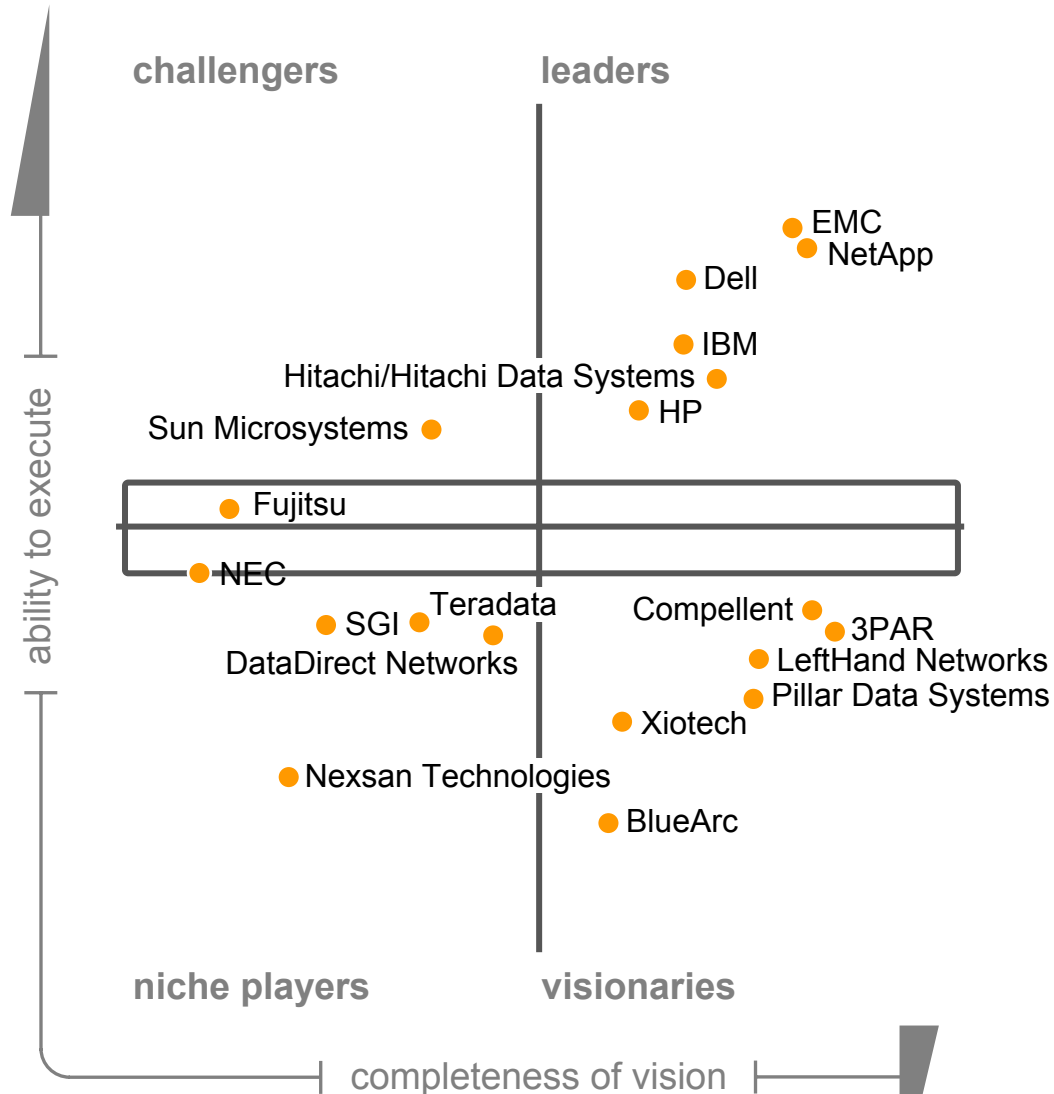 challengers
leaders
EMC
NetApp
Dell
IBM
Hitachi/Hitachi Data Systems
HP
Sun Microsystems
Fujitsu
NEC
Teradata
SGI
DataDirect Networks
Compellent
3PAR
LeftHand Networks
Pillar Data Systems
Xiotech
Nexsan Technologies
BlueArc
niche players
visionaries
ability to execute
completeness of vision